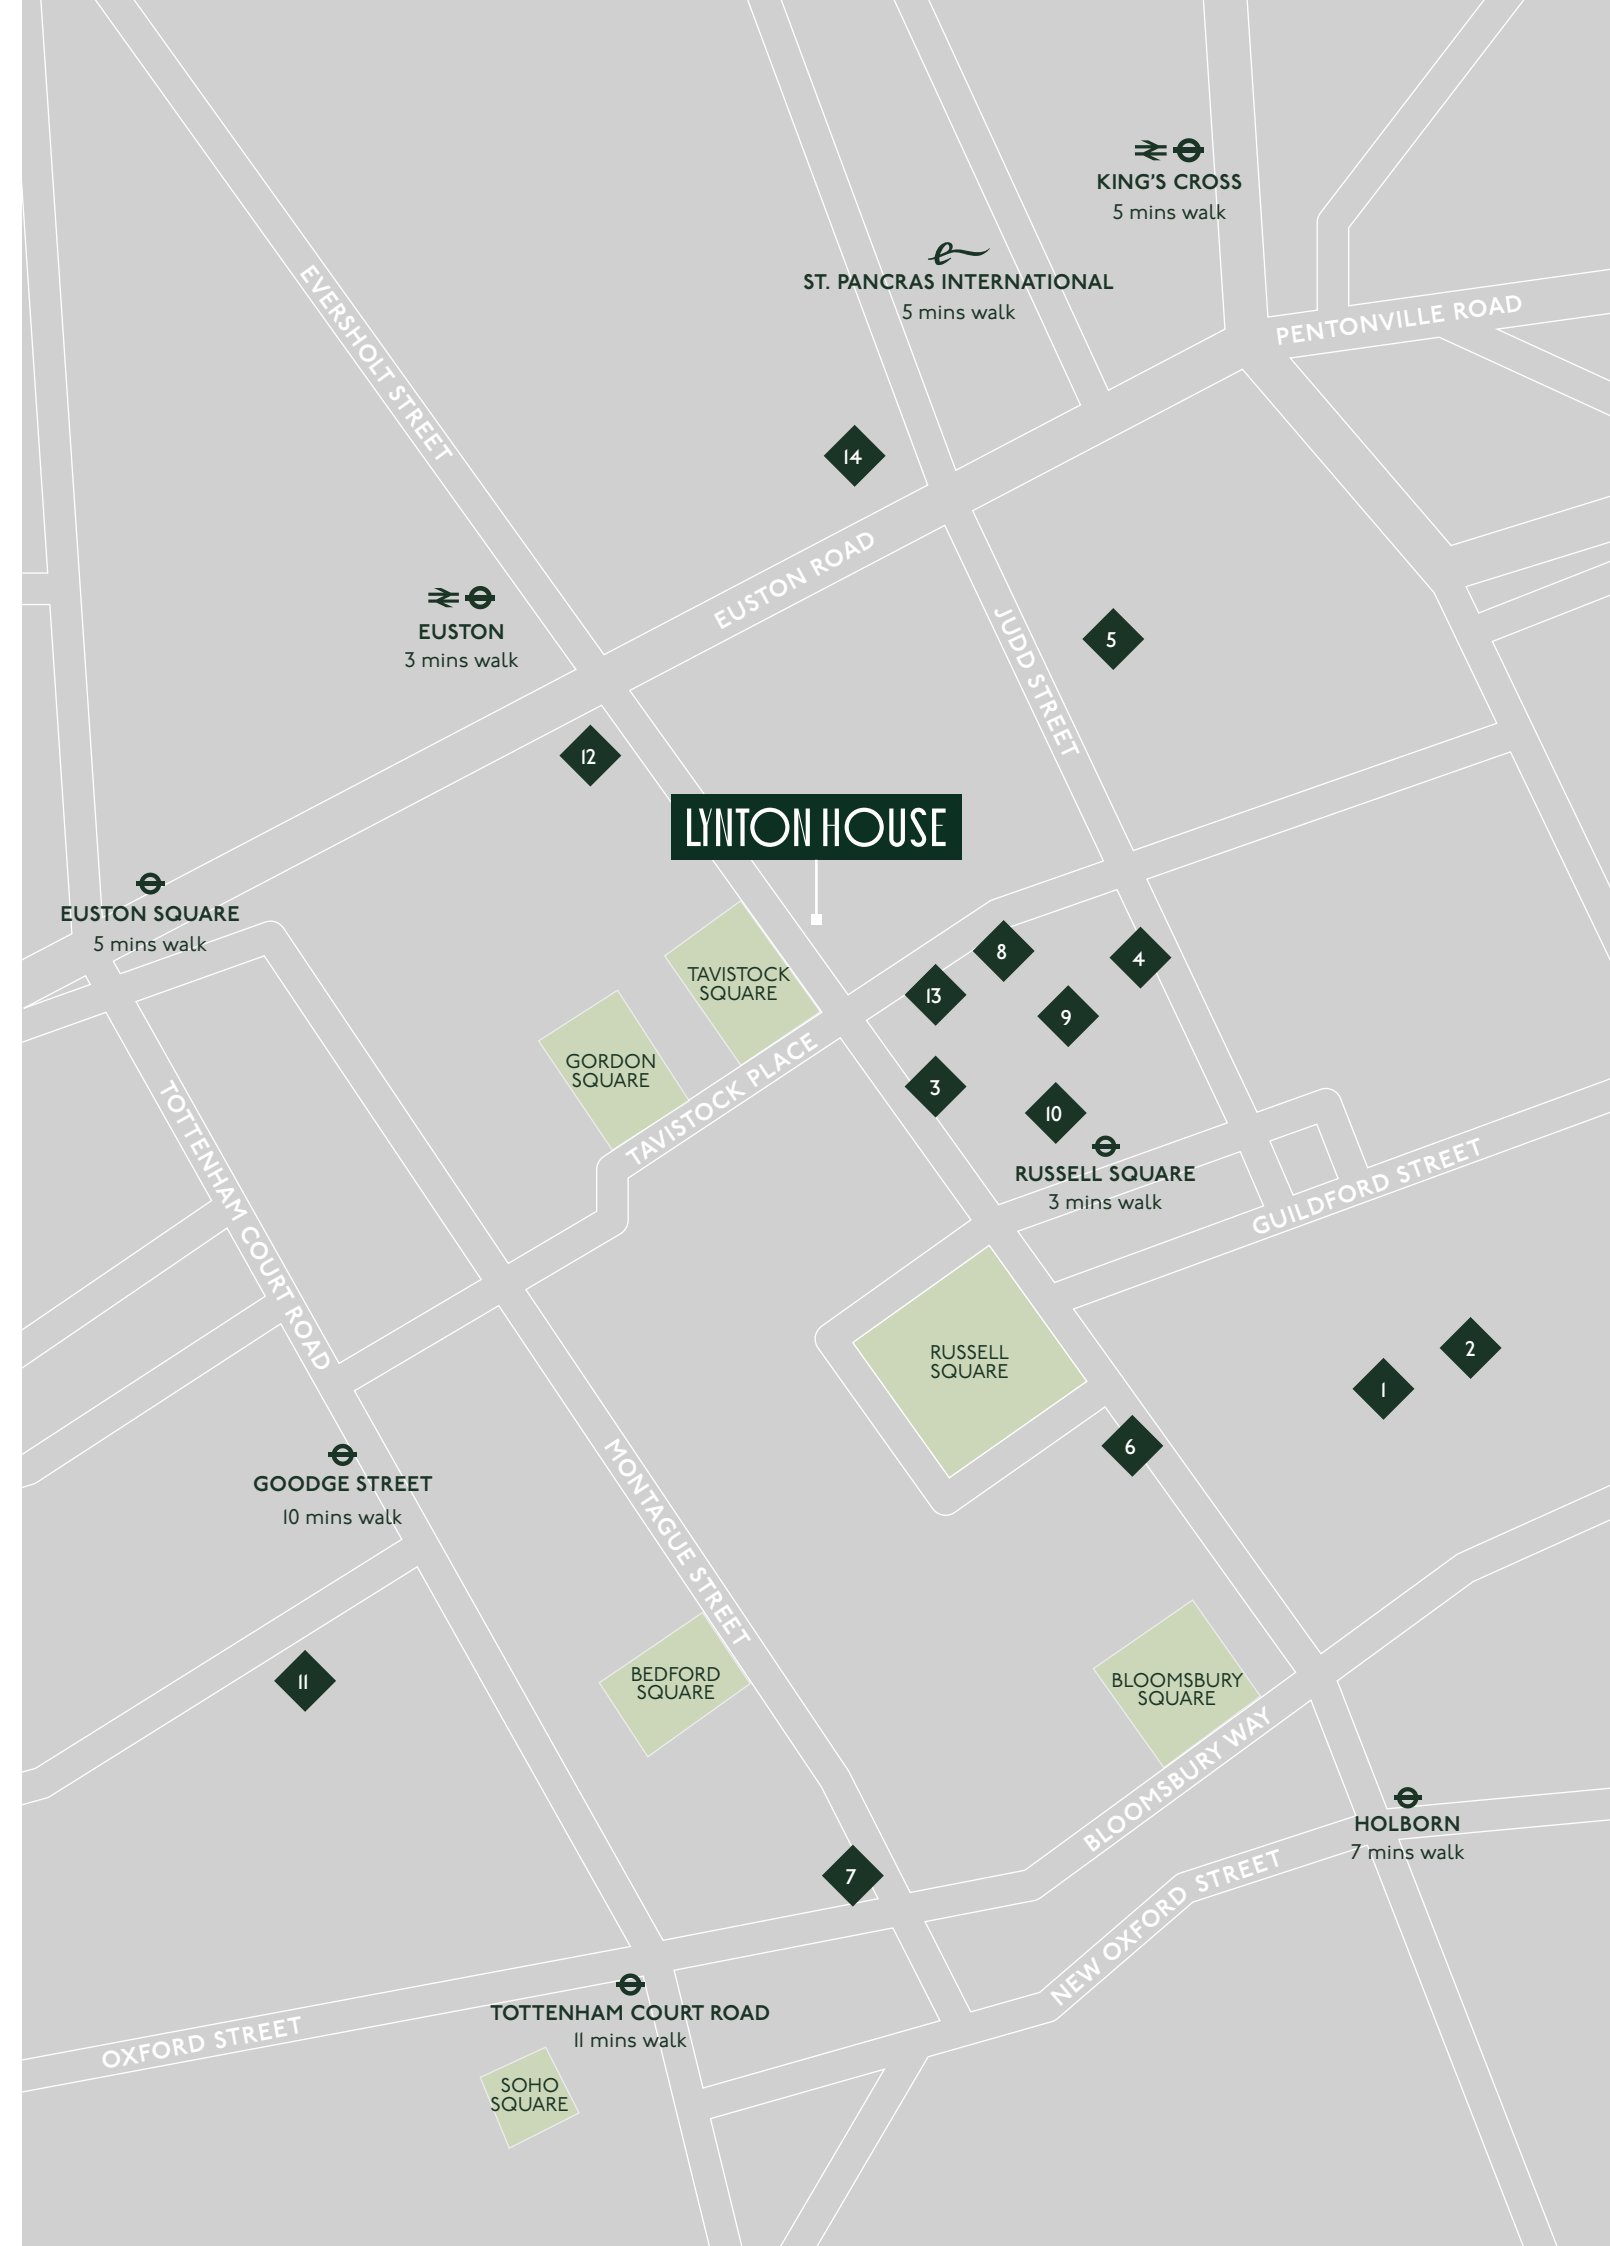 KING'S CROSS
5 mins walk
ST. PANCRAS INTERNATIONAL
5 mins walk
PENTONVILLE ROAD
EVERSHOLT STREET
14
EUSTON ROAD
EUSTON
3 mins walk
JUDD STREET
5
12
LYNTON HOUSE
EUSTON SQUARE
5 mins walk
TAVISTOCK
SQUARE
8
4
13
9
GORDON
SQUARE
TAVISTOCK PLACE
3
10
RUSSELL SQUARE
3 mins walk
GUILDFORD STREET
TOTTENHAM COURT ROAD
RUSSELL
SQUARE
2
1
6
GOODGE STREET
10 mins walk
MONTAGUE STREET
11
BEDFORD
SQUARE
BLOOMSBURY
SQUARE
BLOOMSBURY WAY
HOLBORN
7 mins walk
7
NEW OXFORD STREET
TOTTENHAM COURT ROAD
11 mins walk
OXFORD STREET
SOHO
SQUARE